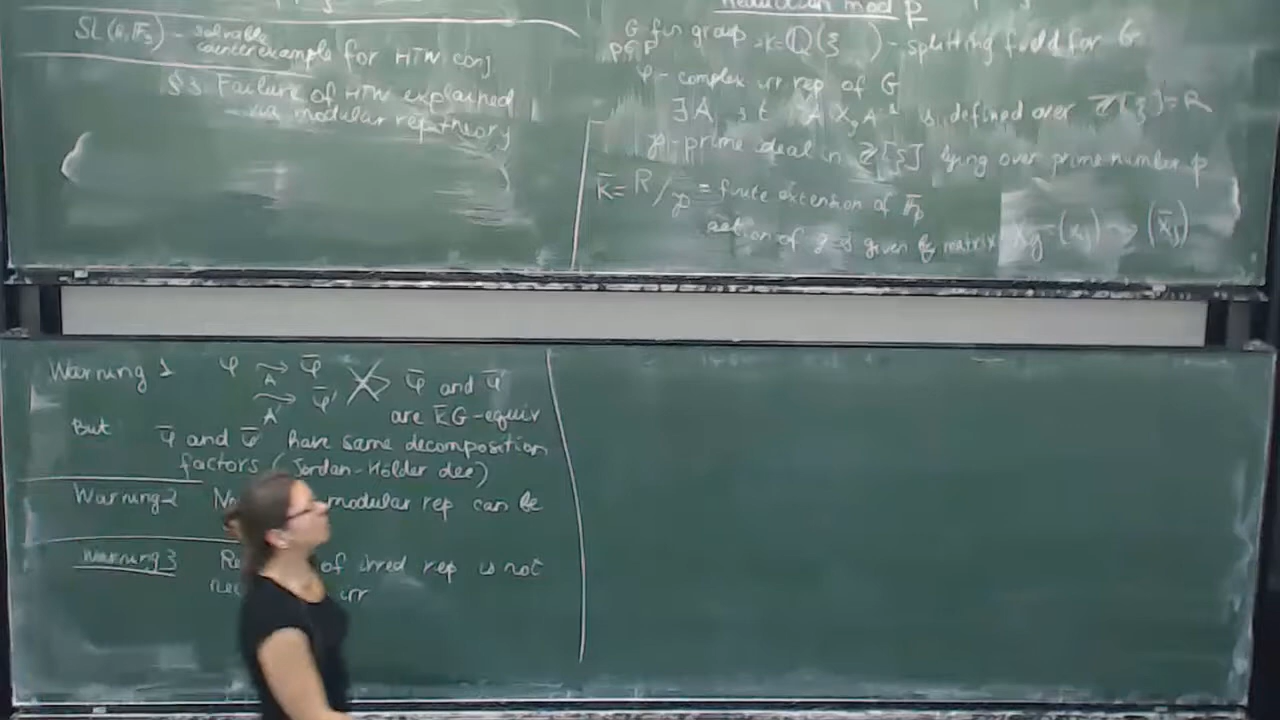 SL(2,F3) - solvable
counterexample for HTW conj
§3 Failure of HTW explained
via modular rep theory
Reduction mod p
G fin group K=Q(ξ ) - splitting field for G
φ - complex irr rep of G
∃ A, s t A X_g A^-1 is defined over Z[ξ]=R
℘ - prime ideal in Z[ξ] lying over prime number p
K̄ = R/℘ = finite extention of F_p
action of g is given by matrix X_g = (x_ij) ⇝ (x̄_ij)
Warning 1 φ ⇝ φ̄
A
⇝ φ̄' φ̄ and φ̄'
A' are K̄G-equiv
But φ̄ and φ̄' have same decomposition
factors (Jordan-Hölder dec)
Warning 2 modular rep can be
Warning 3 of irred rep is not
irr